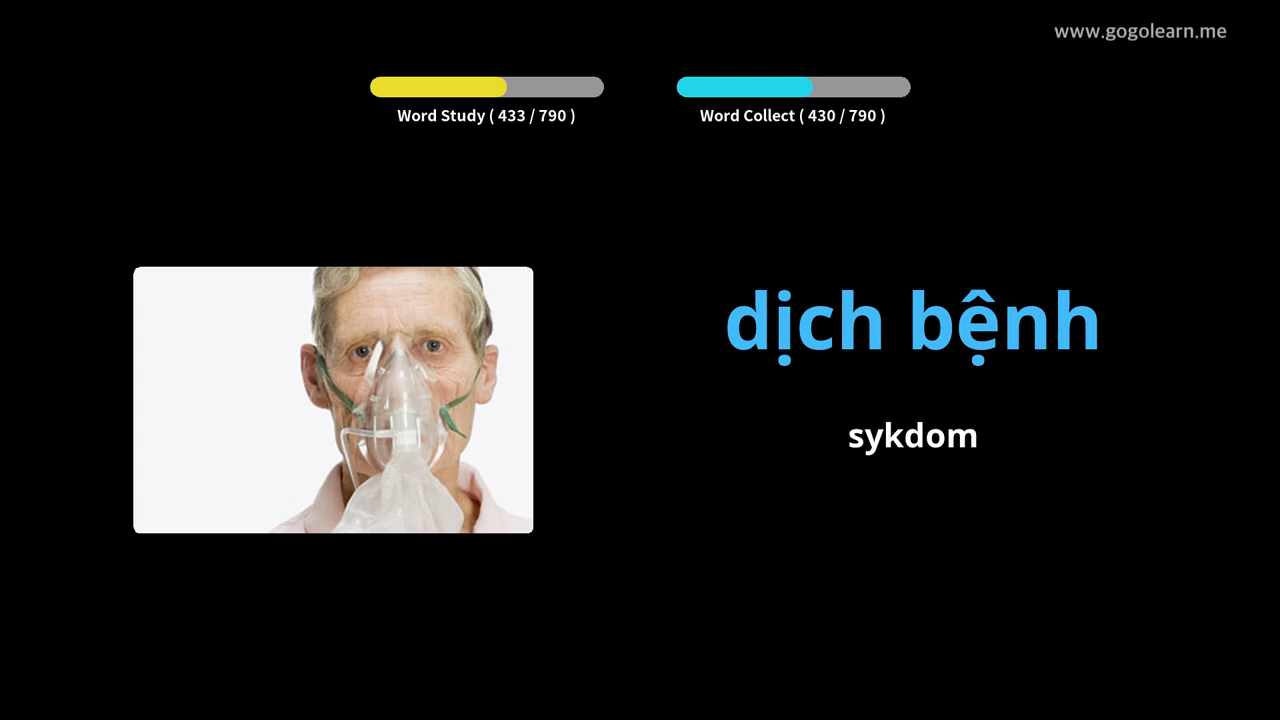 www.gogolearn.me
Word Study ( 433 / 790 )
Word Collect ( 430 / 790 )
dịch bệnh
sykdom